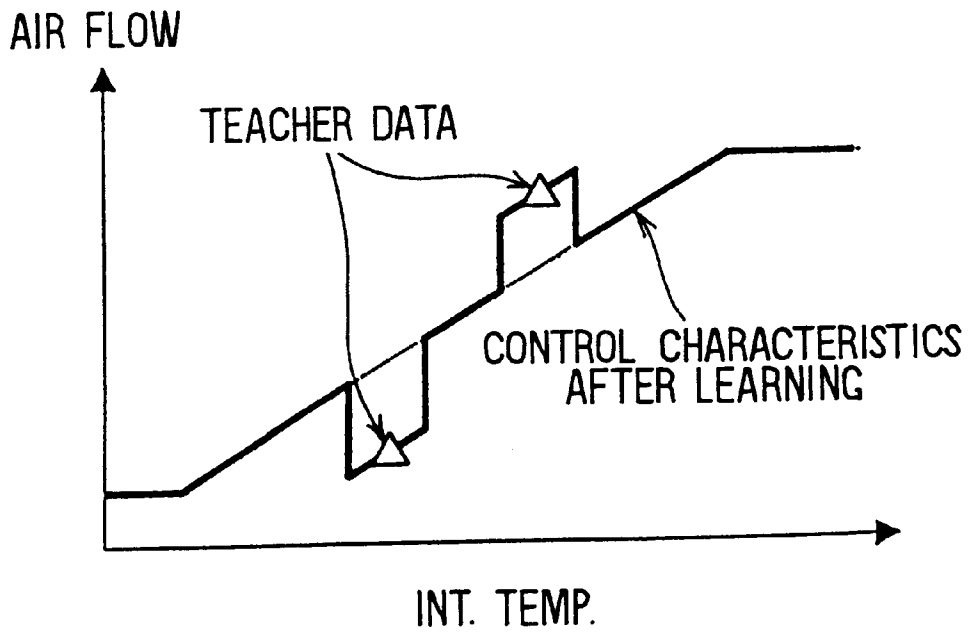 AIR FLOW
TEACHER DATA
CONTROL CHARACTERISTICS
AFTER LEARNING
INT. TEMP.